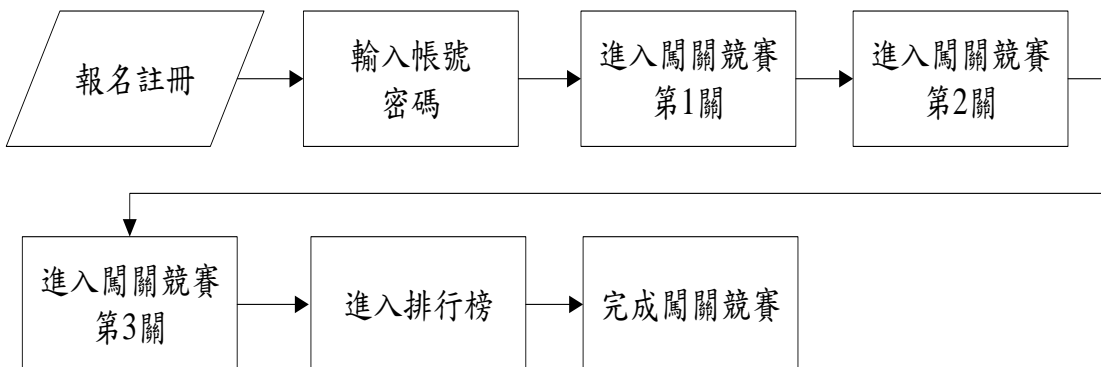 報名註冊
輸入帳號
密碼
進入闖關競賽
第1關
進入闖關競賽
第2關
進入闖關競賽
第3關
進入排行榜
完成闖關競賽